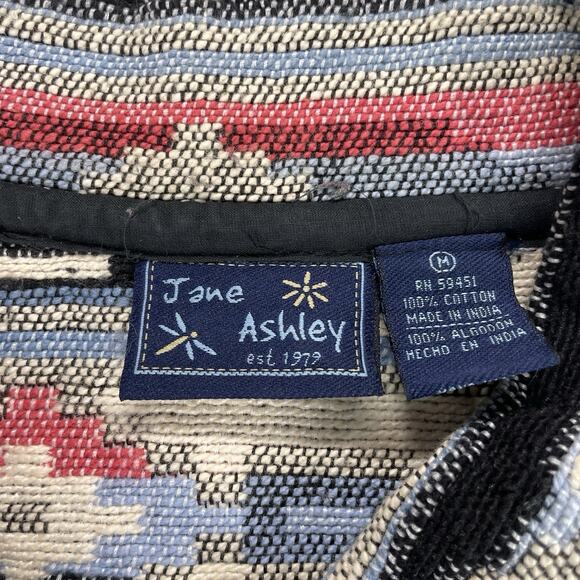 Jane
Ashley
est 1979
M
RN 59451
100% COTTON
MADE IN INDIA
100% ALGODON
HECHO EN INDIA